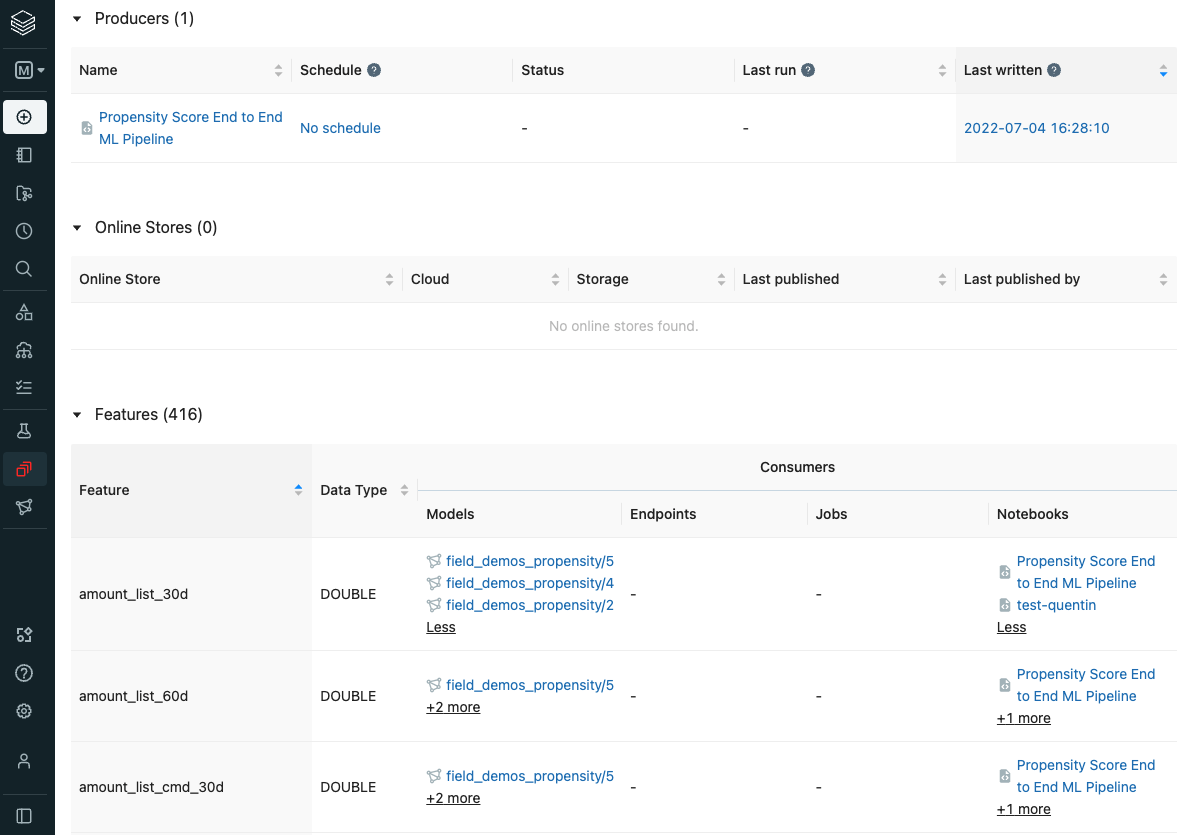 Producers (1)
M
Name
Schedule ?
Status
Last run ?
Last written ?
Propensity Score End to End
ML Pipeline
No schedule
-
-
2022-07-04 16:28:10
Online Stores (0)
Online Store
Cloud
Storage
Last published
Last published by
No online stores found.
Features (416)
Feature
Data Type
Consumers
Models
Endpoints
Jobs
Notebooks
amount_list_30d
DOUBLE
field_demos_propensity/5
field_demos_propensity/4
field_demos_propensity/2
Less
-
-
Propensity Score End
to End ML Pipeline
test-quentin
Less
amount_list_60d
DOUBLE
field_demos_propensity/5
+2 more
-
-
Propensity Score End
to End ML Pipeline
+1 more
amount_list_cmd_30d
DOUBLE
field_demos_propensity/5
+2 more
-
-
Propensity Score End
to End ML Pipeline
+1 more